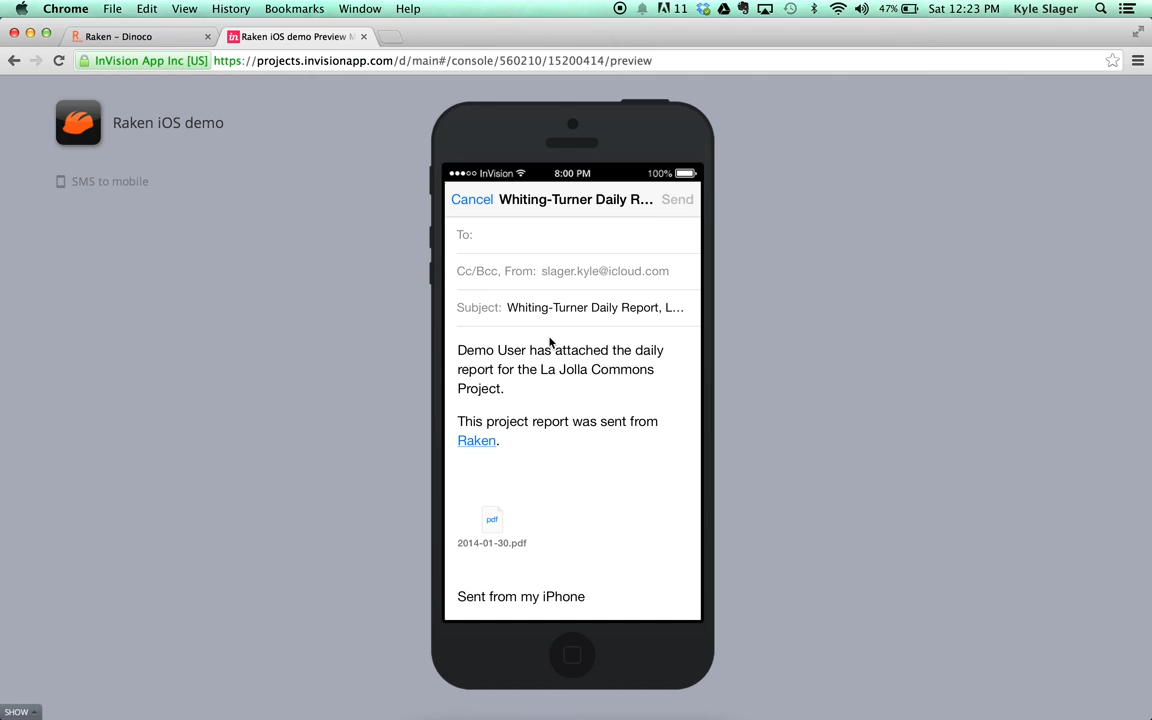 Chrome File Edit View History Bookmarks Window Help 11 47% Sat 12:23 PM Kyle Slager
Raken – Dinoco
in Raken iOS demo Preview
InVision App Inc [US] https://projects.invisionapp.com/d/main#/console/560210/15200414/preview
Raken iOS demo
SMS to mobile
InVision 8:00 PM 100%
Cancel Whiting-Turner Daily R... Send
To:
Cc/Bcc, From: slager.kyle@icloud.com
Subject: Whiting-Turner Daily Report, L...
Demo User has attached the daily
report for the La Jolla Commons
Project.
This project report was sent from
Raken.
pdf
2014-01-30.pdf
Sent from my iPhone
SHOW